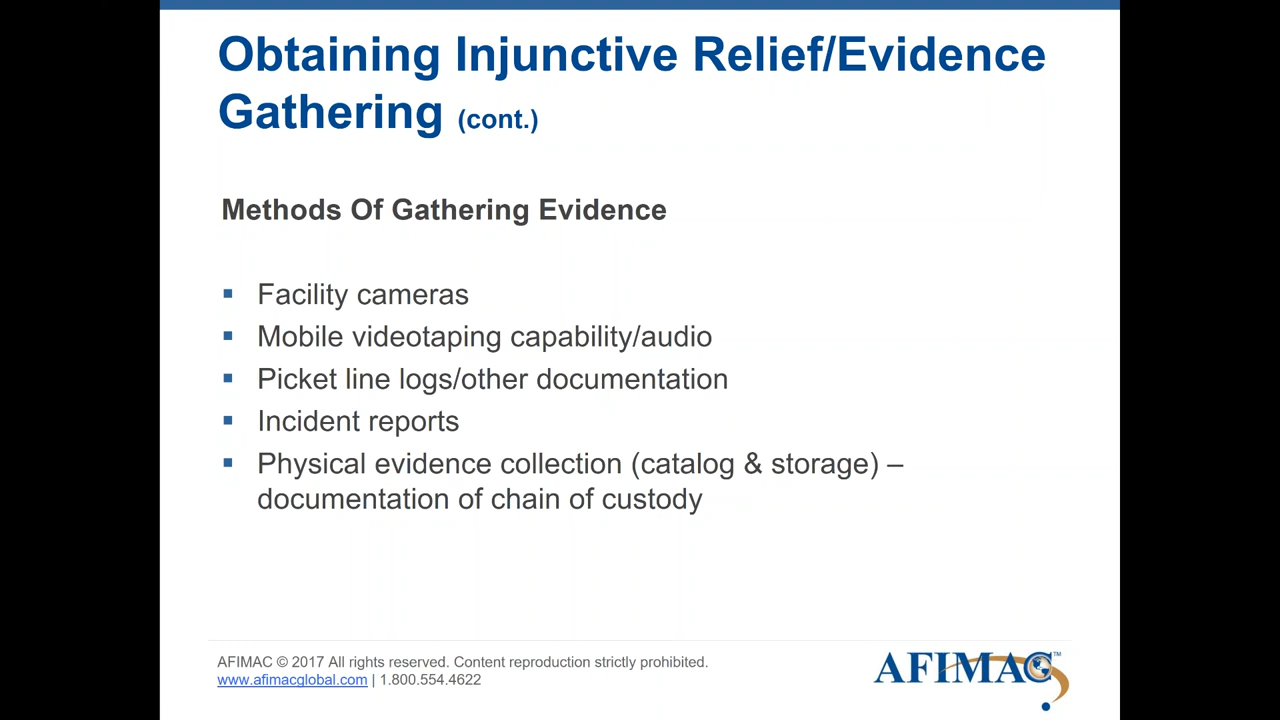 Obtaining Injunctive Relief/Evidence
Gathering (cont.)
Methods Of Gathering Evidence
▪ Facility cameras
▪ Mobile videotaping capability/audio
▪ Picket line logs/other documentation
▪ Incident reports
▪ Physical evidence collection (catalog & storage) –
documentation of chain of custody
AFIMAC © 2017 All rights reserved. Content reproduction strictly prohibited.
www.afimacglobal.com | 1.800.554.4622
AFIMAC™